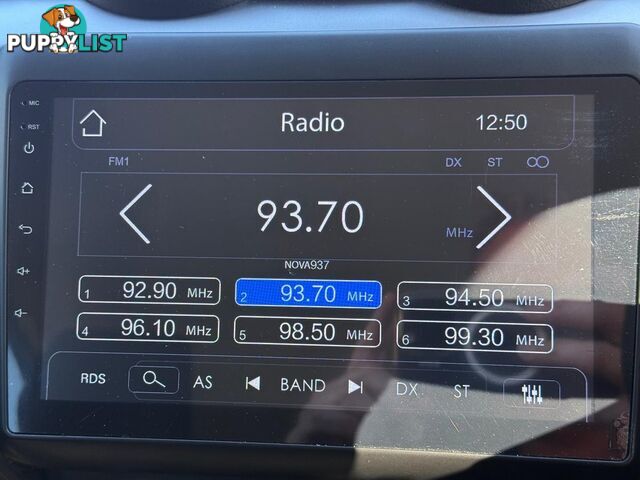 PUPPYLIST
MIC
Radio
12:50
RST
FM1
DX ST
93.70
MHz
NOVA937
1 92.90 MHz
2 93.70 MHz
3 94.50 MHz
4 96.10 MHz
5 98.50 MHz
6 99.30 MHz
RDS AS BAND DX ST